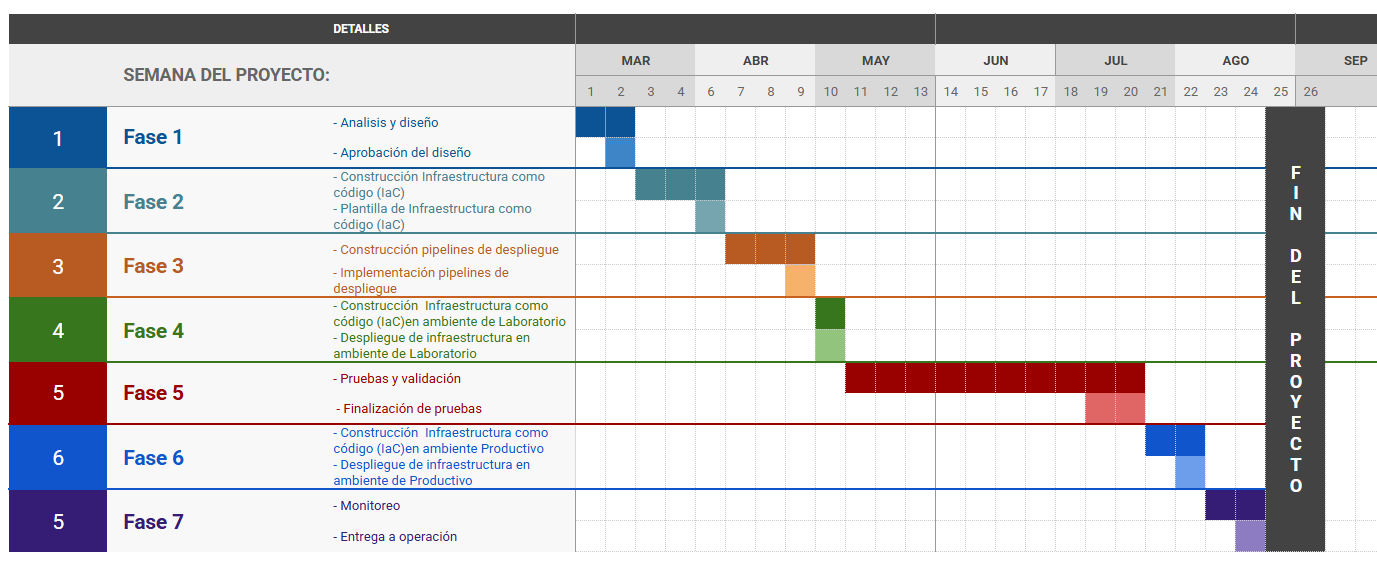 DETALLES
SEMANA DEL PROYECTO:
MAR ABR MAY JUN JUL AGO SEP
1 2 3 4 6 7 8 9 10 11 12 13 14 15 16 17 18 19 20 21 22 23 24 25 26
1 Fase 1
- Analisis y diseño
- Aprobación del diseño
2 Fase 2
- Construcción Infraestructura como
código (IaC)
- Plantilla de Infraestructura como
código (IaC)
3 Fase 3
- Construcción pipelines de despliegue
- Implementación pipelines de
despliegue
4 Fase 4
- Construcción  Infraestructura como
código (IaC)en ambiente de Laboratorio
- Despliegue de infraestructura en
ambiente de Laboratorio
5 Fase 5
- Pruebas y validación
- Finalización de pruebas
6 Fase 6
- Construcción  Infraestructura como
código (IaC)en ambiente Productivo
- Despliegue de infraestructura en
ambiente de Productivo
5 Fase 7
- Monitoreo
- Entrega a operación
FIN DEL PROYECTO